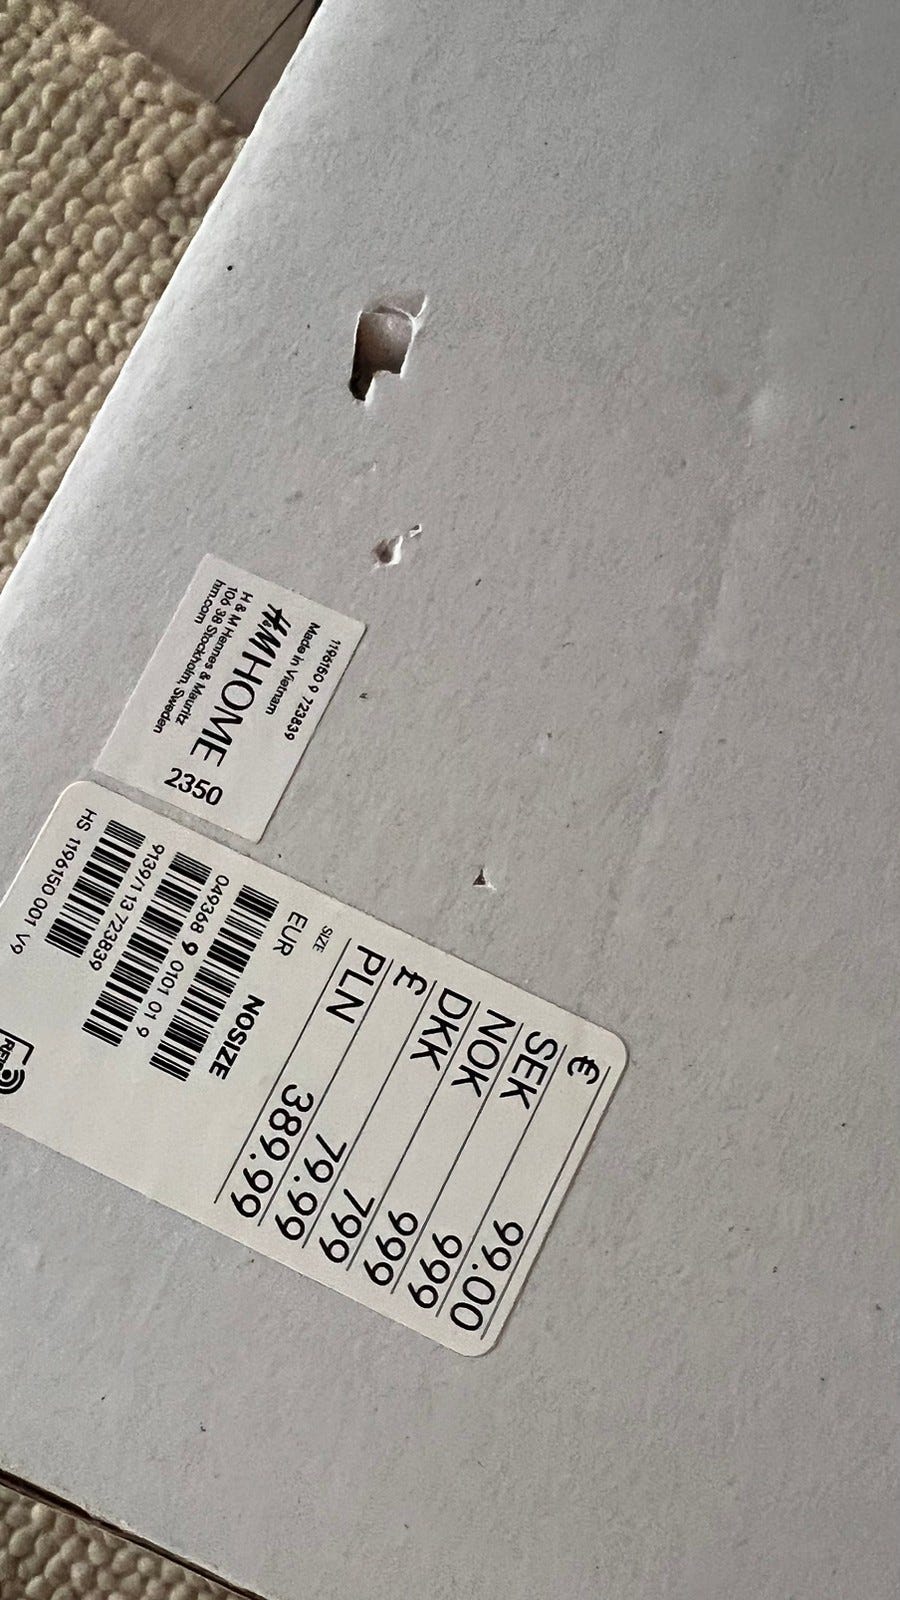 1196150 9 723839
Made in Vietnam
H&M HOME
H & M Hennes & Mauritz
106 38 Stockholm, Sweden
hm.com
2350
€ 99.00
SEK 999
NOK 999
DKK 799
£ 79.99
PLN 389.99
SIZE
EUR NOSIZE
049368 9 0101 01 9
9139/1 13 723839
HS 1196150 001 V9